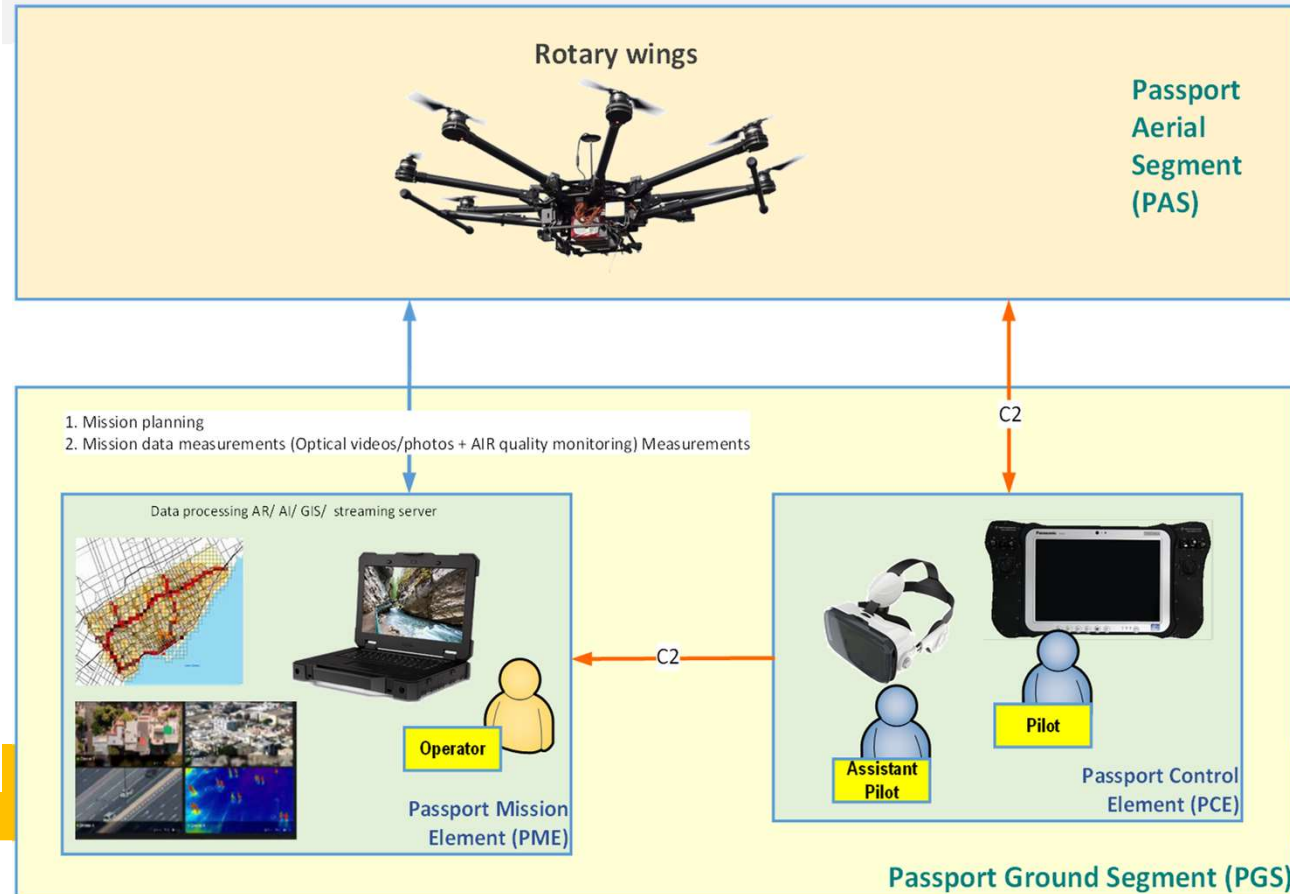 Rotary wings
Passport
Aerial
Segment
(PAS)
1. Mission planning
2. Mission data measurements (Optical videos/photos + AIR quality monitoring) Measurements
C2
Data processing AR/ AI/ GIS/ streaming server
Panasonic
C2
Operator
Pilot
Assistant
Pilot
Passport Mission
Element (PME)
Passport Control
Element (PCE)
Passport Ground Segment (PGS)